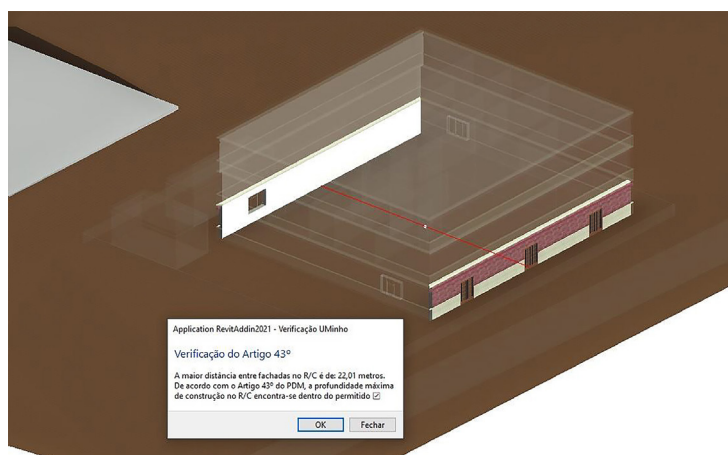 Application RevitAddin2021 - Verificação UMinho
Verificação do Artigo 43º
A maior distância entre fachadas no R/C é de: 22,01 metros.
De acordo com o Artigo 43º do PDM, a profundidade máxima
de construção no R/C encontra-se dentro do permitido ☑
OK
Fechar